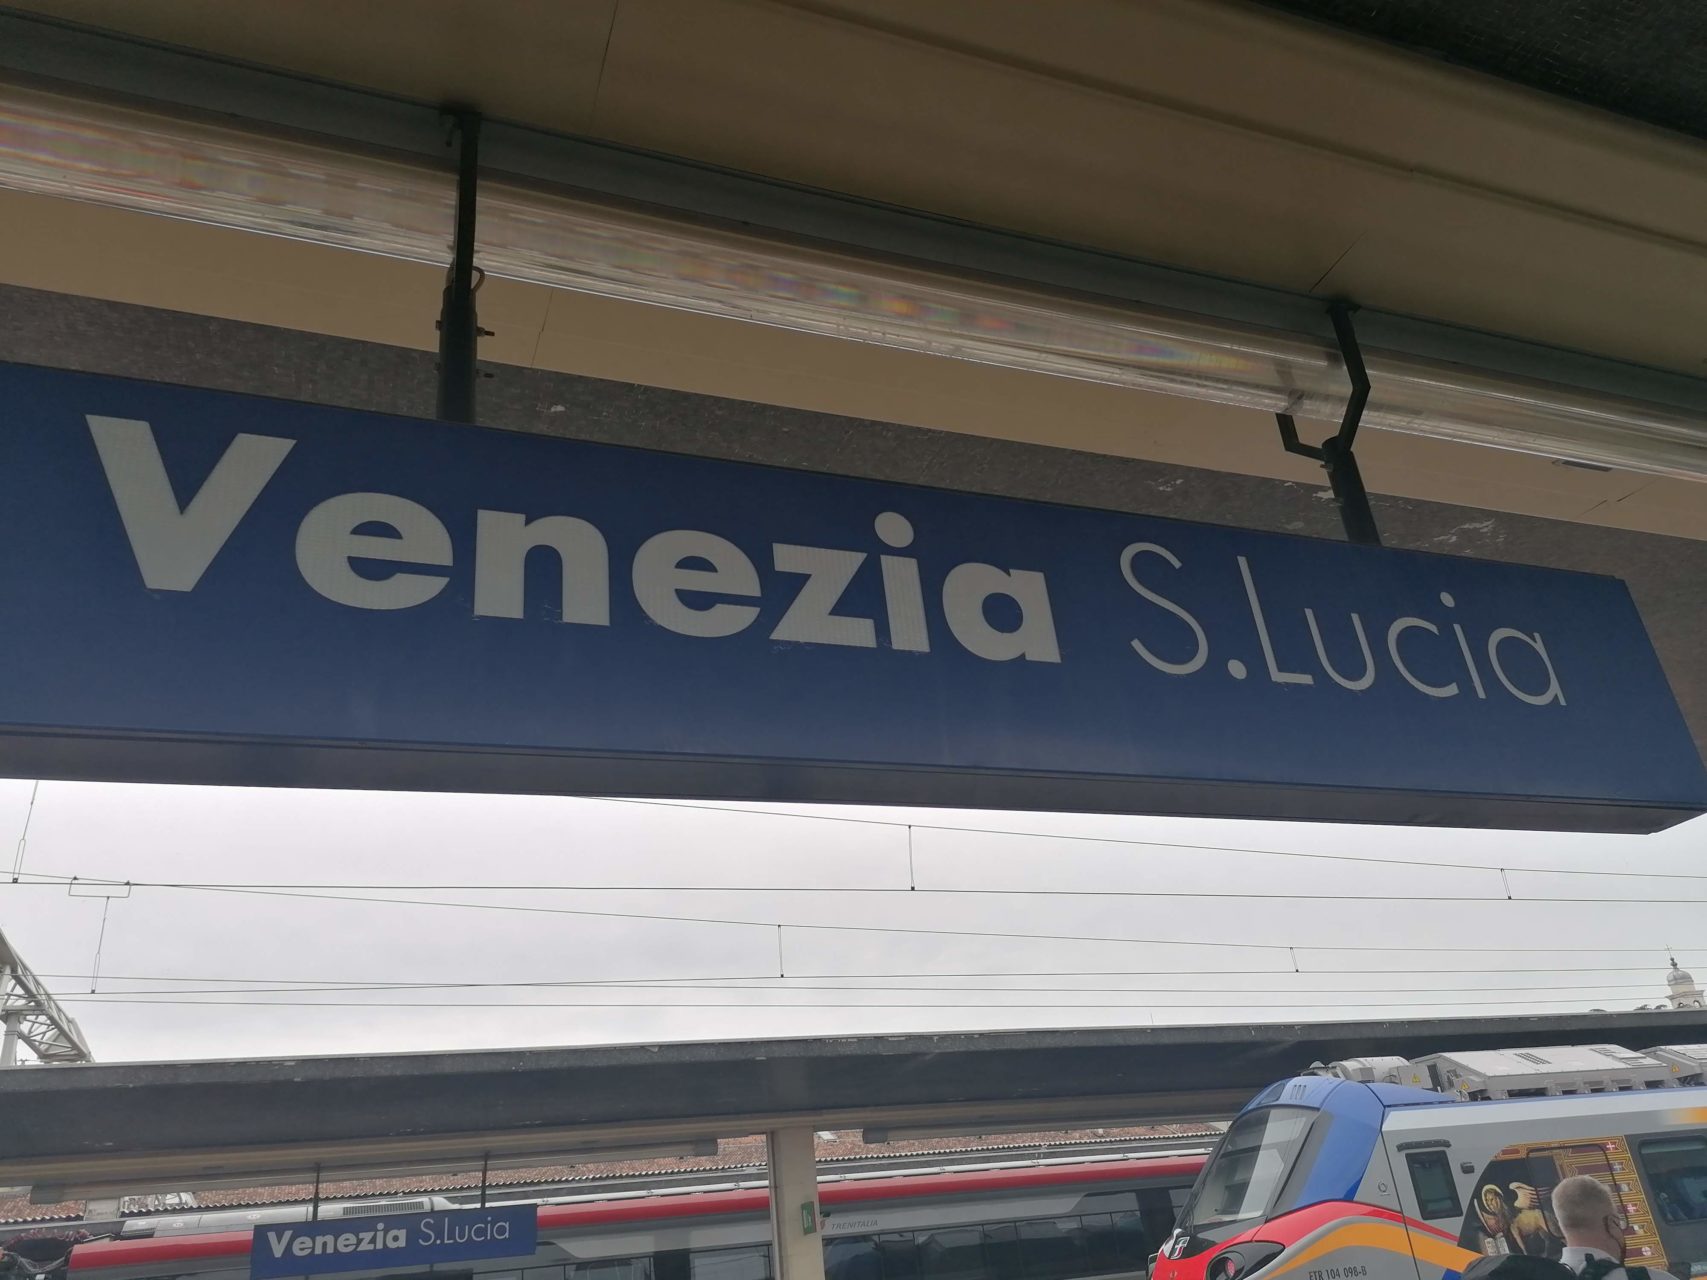 Venezia S.Lucia
TRENITALIA
Venezia S.Lucia
ETR 104 098-B